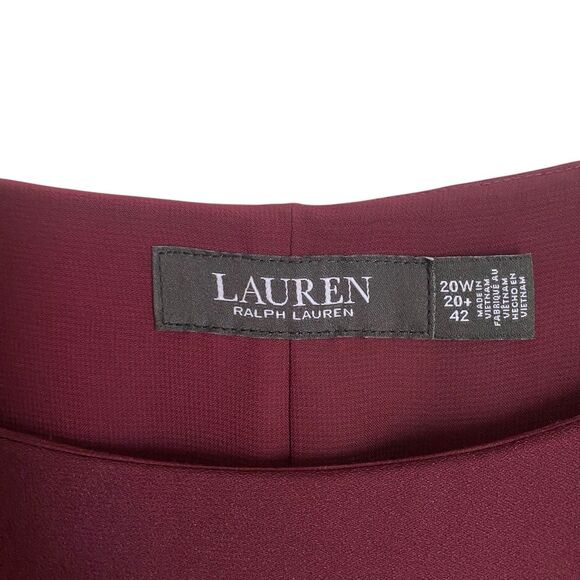 LAUREN
RALPH LAUREN
20W
20+
42
MADE IN
VIETNAM
FABRIQUÉ AU
VIETNAM
HECHO EN
VIETNAM